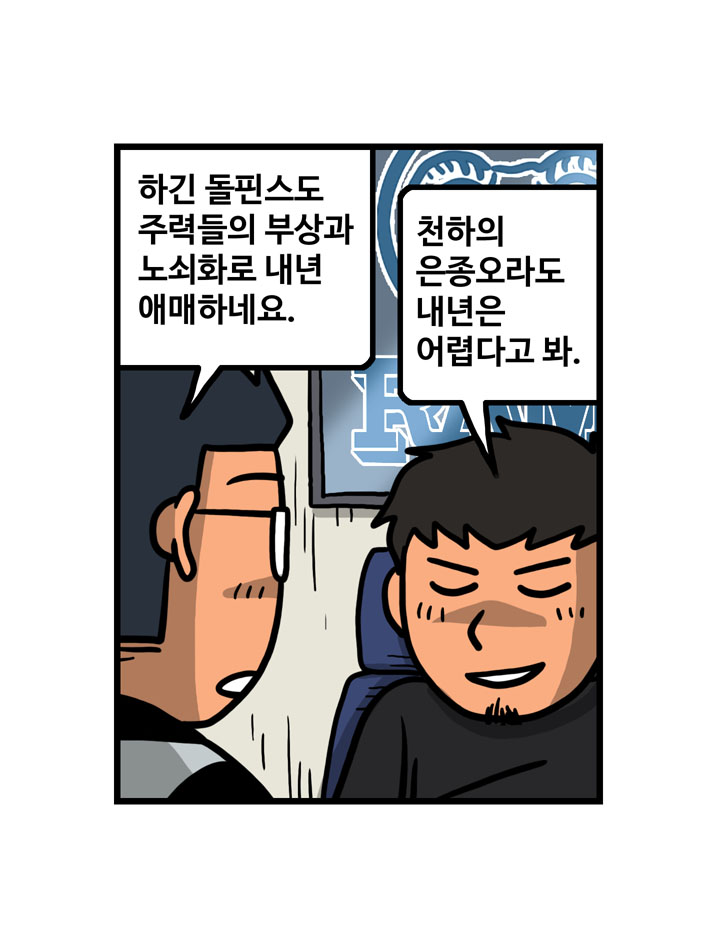 하긴 돌핀스도
주력들의 부상과
노쇠화로 내년
애매하네요.
천하의
은종오라도
내년은
어렵다고 봐.